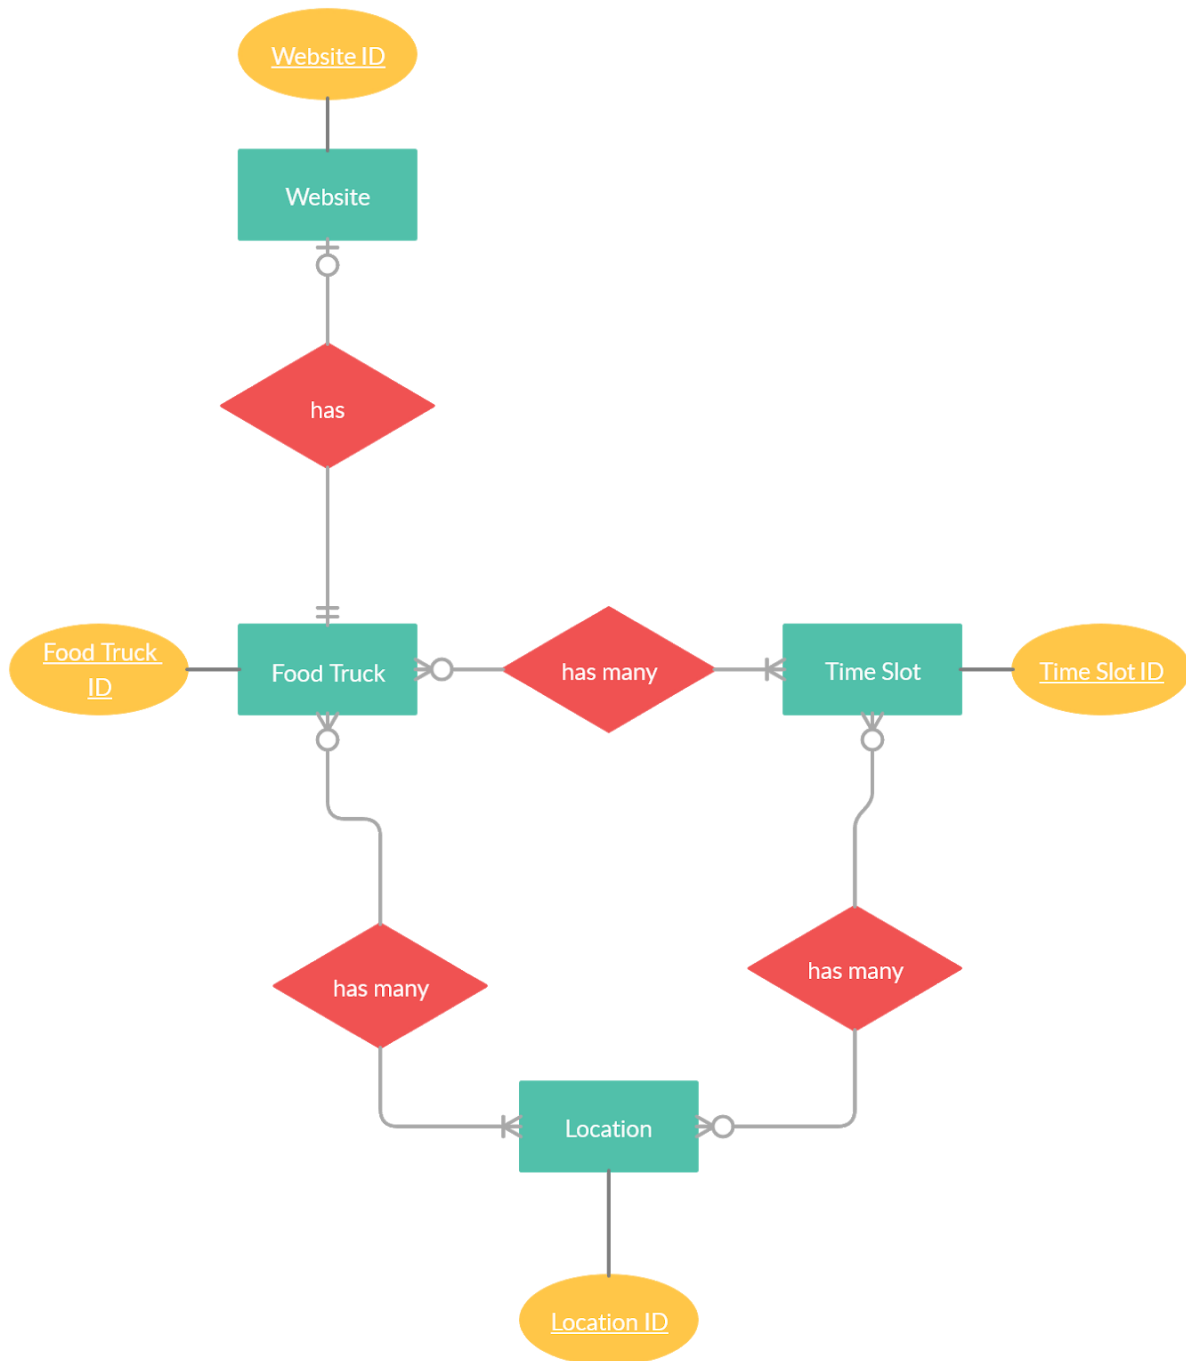 Website ID
Website
has
Food Truck
ID
Food Truck
has many
Time Slot
Time Slot ID
has many
has many
Location
Location ID